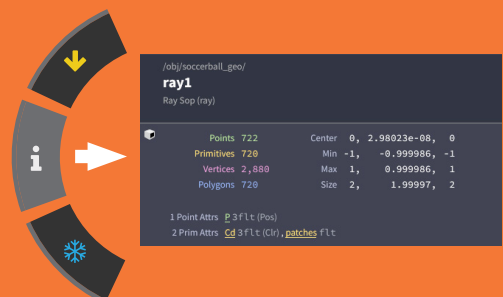 /obj/soccerball_geo/
ray1
Ray Sop (ray)
Points 722 Center 0, 2.98023e-08, 0
Primitives 720 Min -1, -0.999986, -1
Vertices 2,880 Max 1, 0.999986, 1
Polygons 720 Size 2, 1.99997, 2
1 Point Attrs P 3flt (Pos)
2 Prim Attrs Cd 3flt (Clr), patches flt